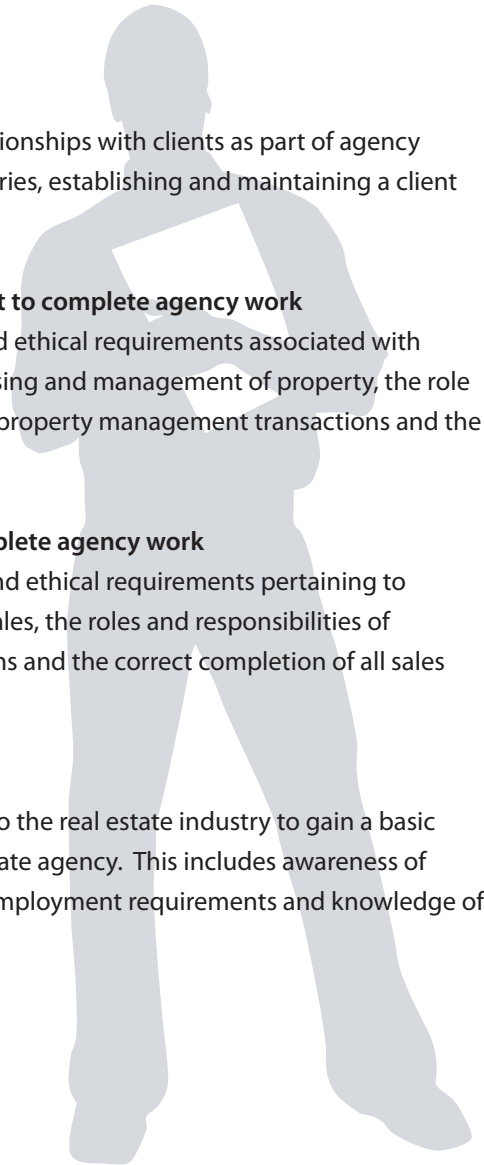 ionships with clients as part of agency
ries, establishing and maintaining a client
t to complete agency work
d ethical requirements associated with
sing and management of property, the role
property management transactions and the
plete agency work
nd ethical requirements pertaining to
ales, the roles and responsibilities of
ns and the correct completion of all sales
o the real estate industry to gain a basic
ate agency. This includes awareness of
mployment requirements and knowledge of